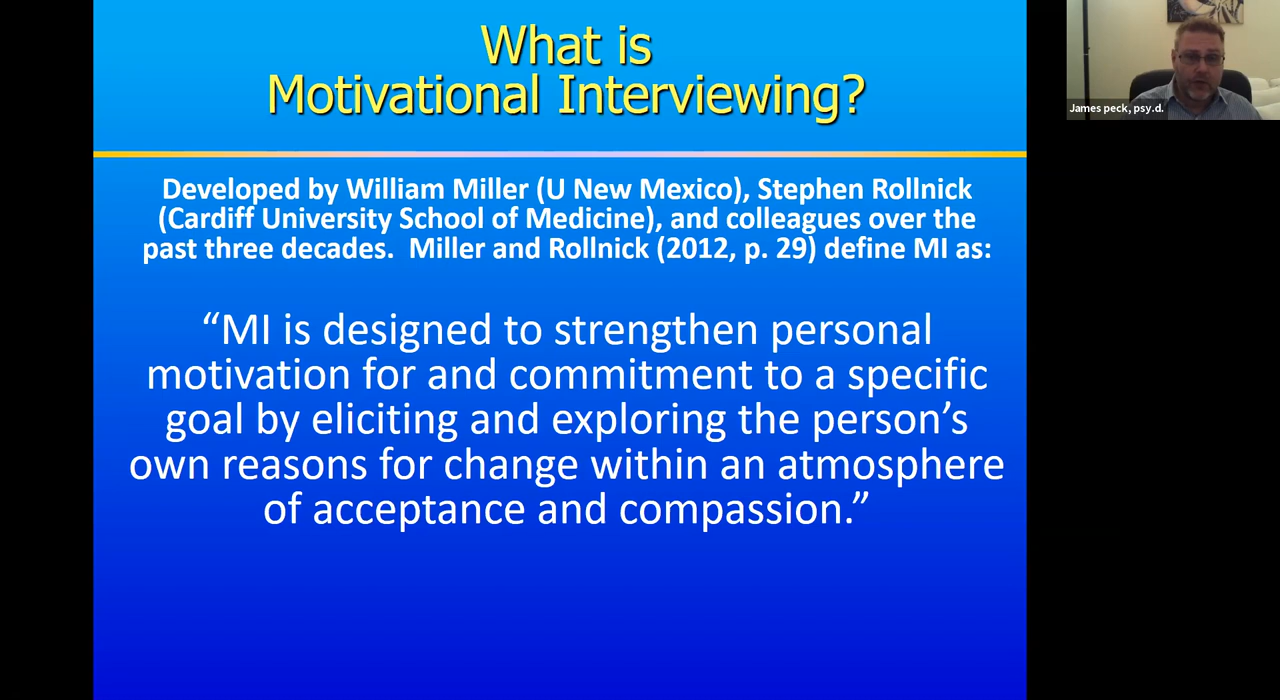 What is
Motivational Interviewing?
Developed by William Miller (U New Mexico), Stephen Rollnick
(Cardiff University School of Medicine), and colleagues over the
past three decades.  Miller and Rollnick (2012, p. 29) define MI as:
“MI is designed to strengthen personal
motivation for and commitment to a specific
goal by eliciting and exploring the person’s
own reasons for change within an atmosphere
of acceptance and compassion.”
James peck, psy.d.